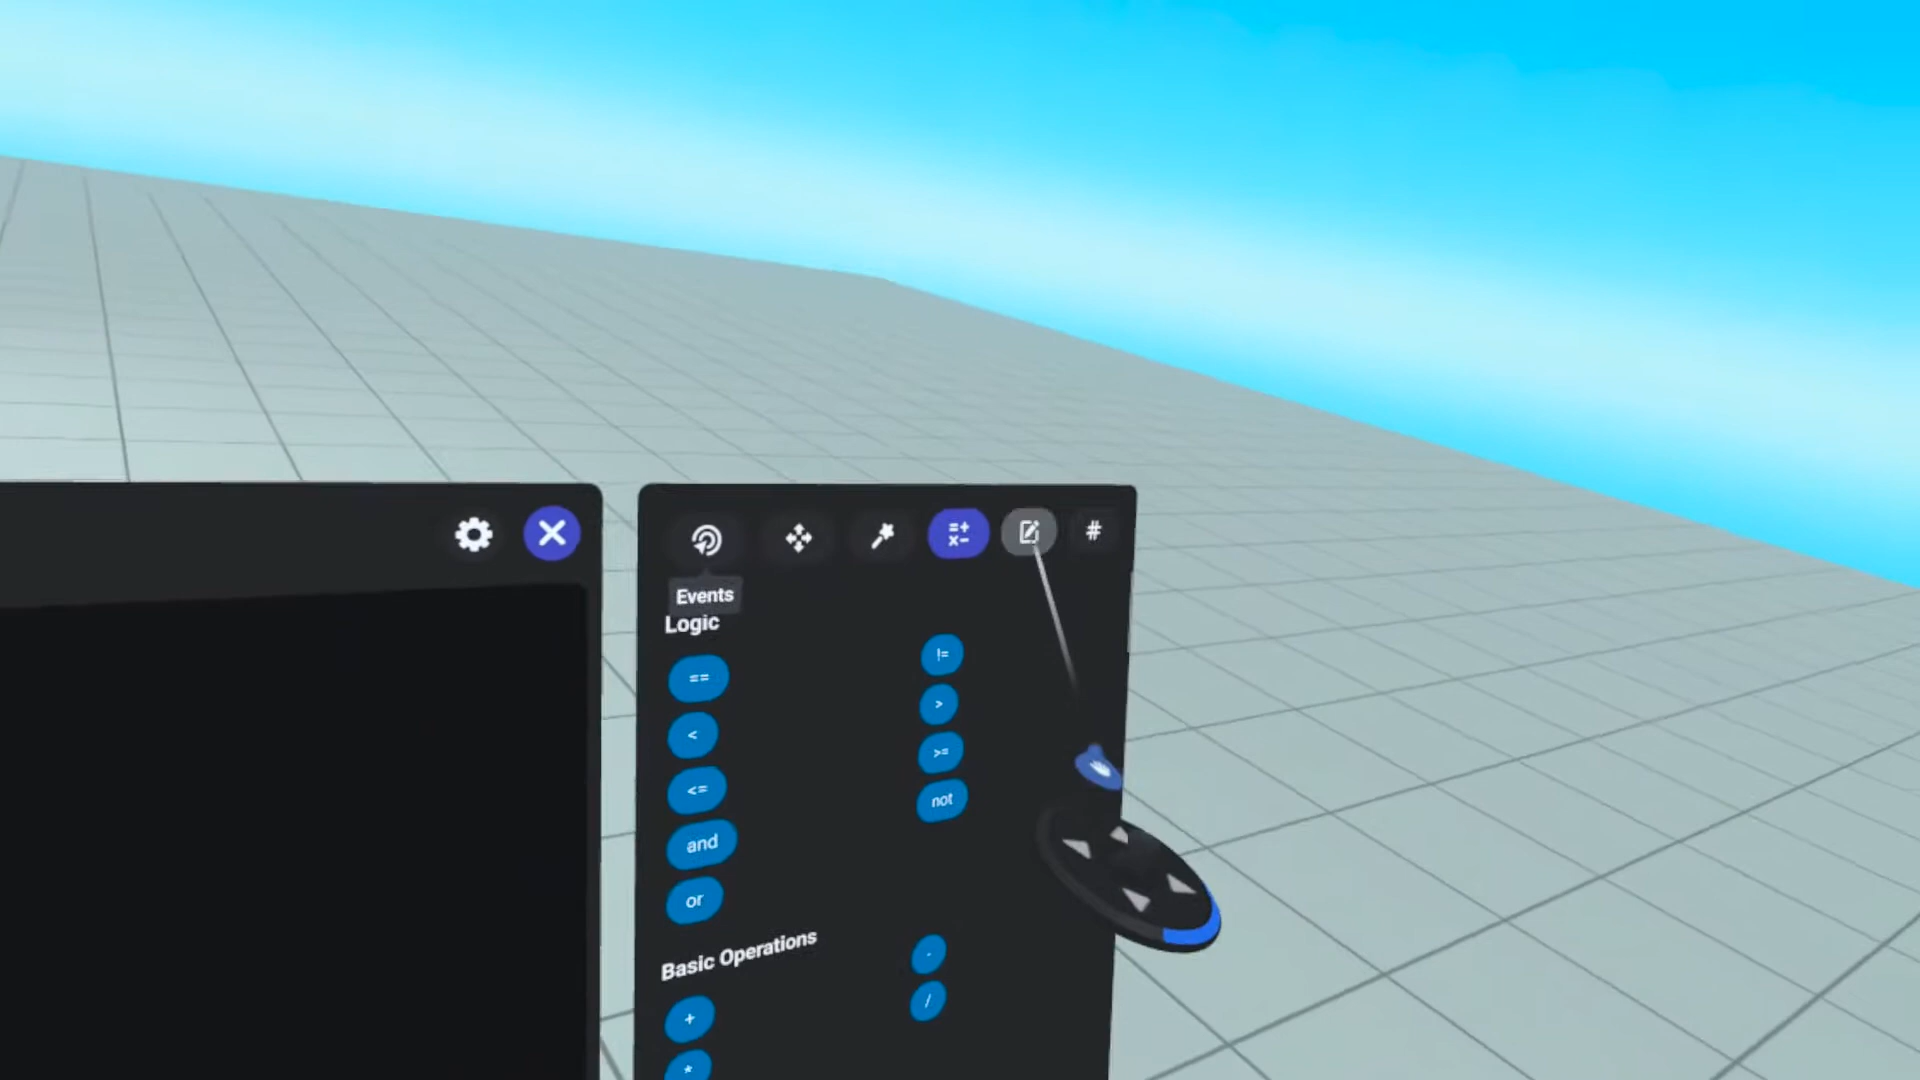 #
Events
Logic
== !=
< >
<= >=
and not
or
Basic Operations
+ -
* /